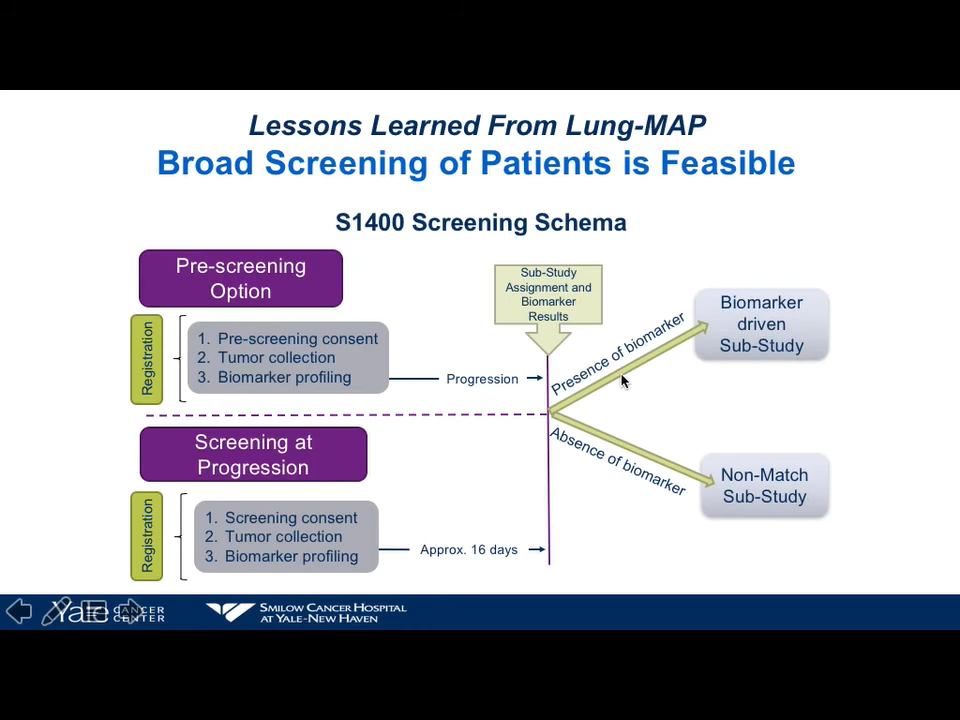 Lessons Learned From Lung-MAP
Broad Screening of Patients is Feasible
S1400 Screening Schema
Pre-screening
Option
Registration
1. Pre-screening consent
2. Tumor collection
3. Biomarker profiling
Progression
Sub-Study
Assignment and
Biomarker
Results
Presence of biomarker
Biomarker
driven
Sub-Study
Screening at
Progression
Registration
1. Screening consent
2. Tumor collection
3. Biomarker profiling
Approx. 16 days
Absence of biomarker
Non-Match
Sub-Study
Yale CANCER
CENTER
SMILOW CANCER HOSPITAL
AT YALE-NEW HAVEN